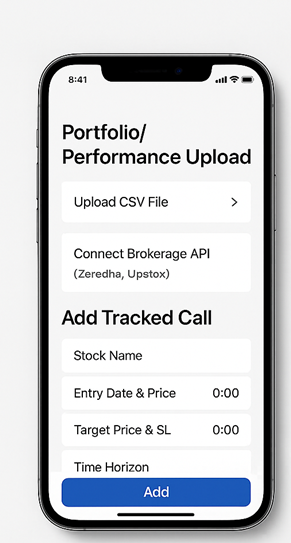 8:41
Portfolio/
Performance Upload
Upload CSV File
Connect Brokerage API
(Zeredha, Upstox)
Add Tracked Call
Stock Name
Entry Date & Price 0:00
Target Price & SL 0:00
Time Horizon
Add